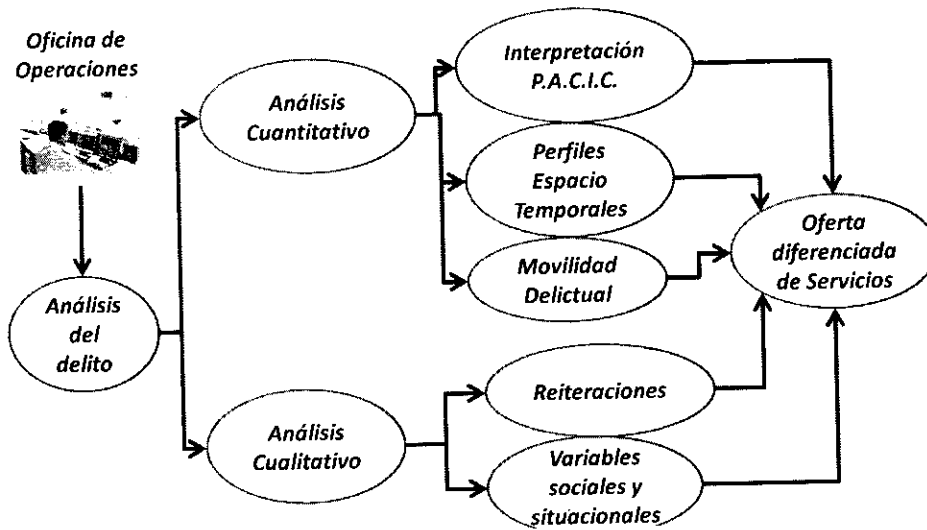 Oficina de
Operaciones
Análisis
del
delito
Análisis
Cuantitativo
Análisis
Cualitativo
Interpretación
P.A.C.I.C.
Perfiles
Espacio
Temporales
Movilidad
Delictual
Reiteraciones
Variables
sociales y
situacionales
Oferta
diferenciada
de Servicios